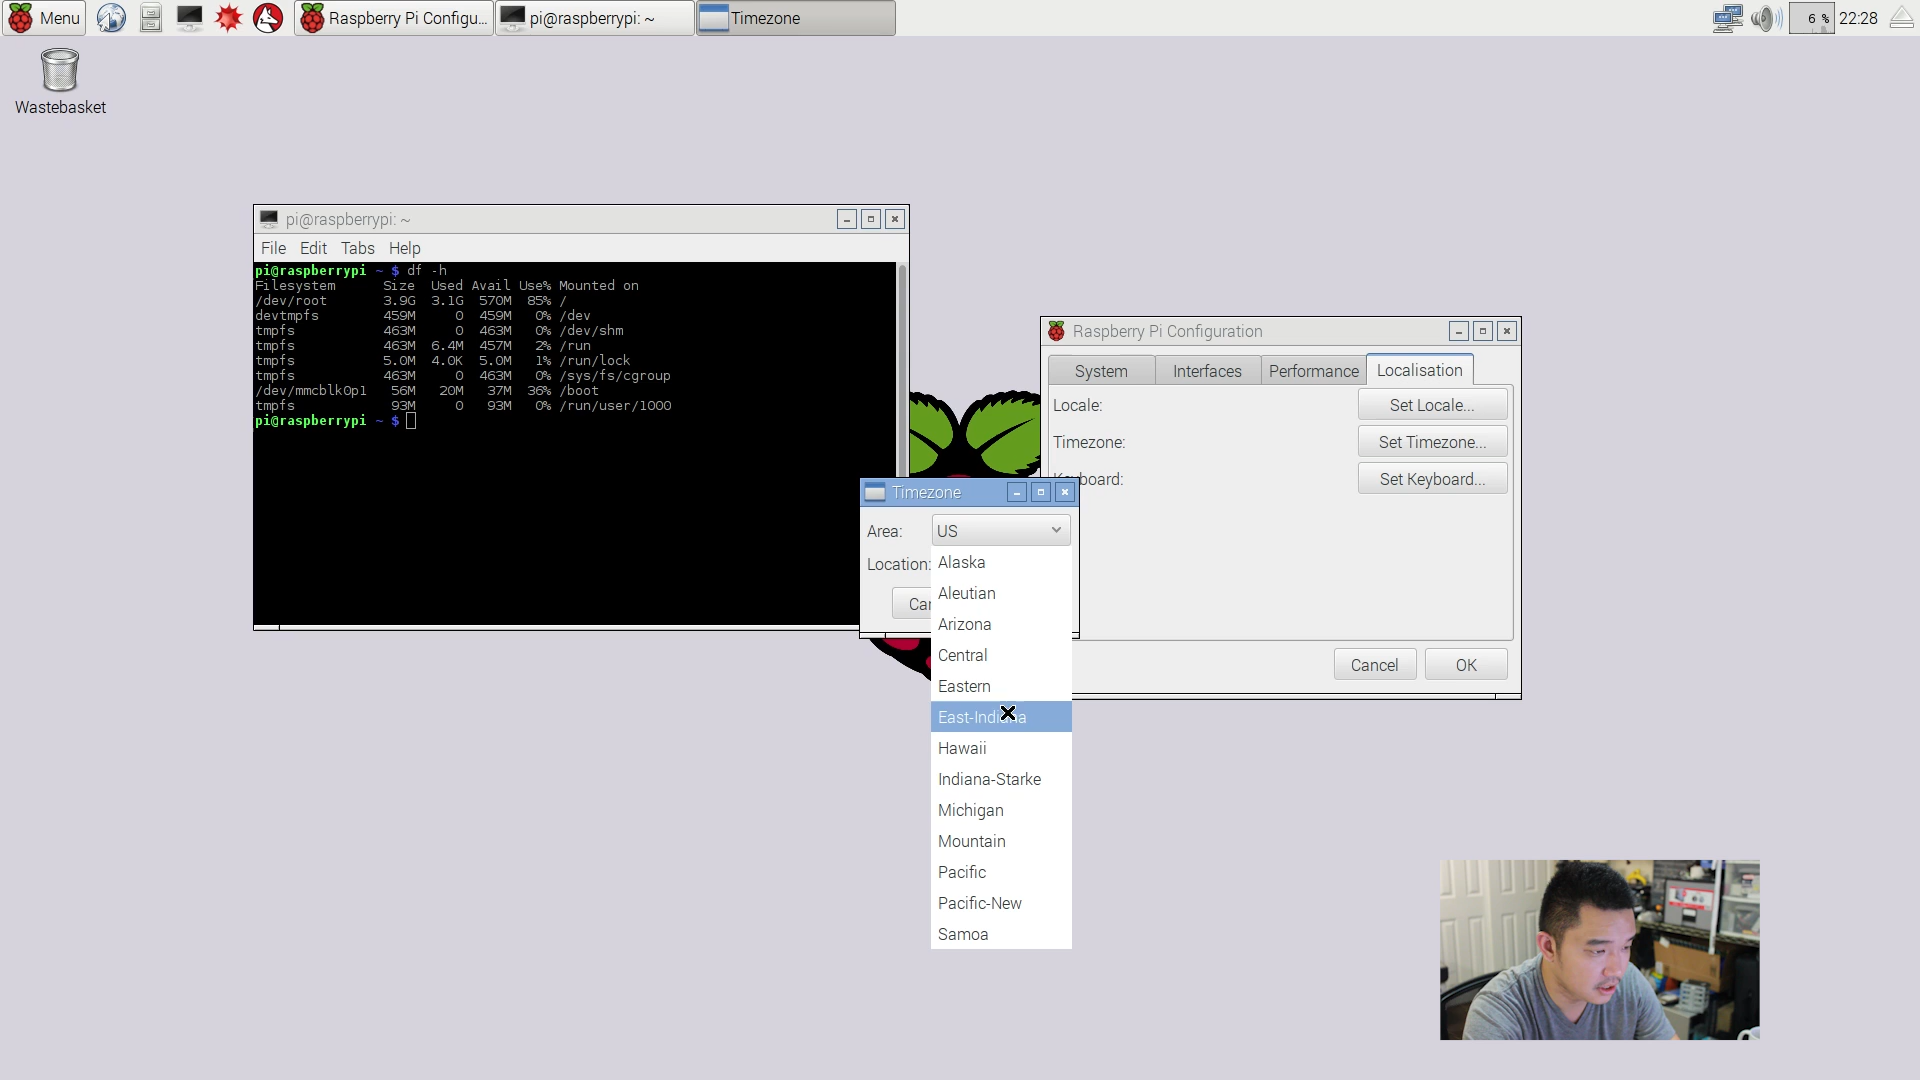 Menu
Raspberry Pi Configu...
pi@raspberrypi: ~
Timezone
6 %
22:28
Wastebasket
pi@raspberrypi: ~
File Edit Tabs Help
pi@raspberrypi ~ $ df -h
Filesystem Size Used Avail Use% Mounted on
/dev/root 3.9G 3.1G 570M 85% /
devtmpfs 459M 0 459M 0% /dev
tmpfs 463M 0 463M 0% /dev/shm
tmpfs 463M 6.4M 457M 2% /run
tmpfs 5.0M 4.0K 5.0M 1% /run/lock
tmpfs 463M 0 463M 0% /sys/fs/cgroup
/dev/mmcblk0p1 56M 20M 37M 36% /boot
tmpfs 93M 0 93M 0% /run/user/1000
pi@raspberrypi ~ $
Raspberry Pi Configuration
System Interfaces Performance Localisation
Locale: Set Locale...
Timezone: Set Timezone...
board: Set Keyboard...
Cancel OK
Timezone
Area: US
Location:
Can
Alaska
Aleutian
Arizona
Central
Eastern
East-Indiana
Hawaii
Indiana-Starke
Michigan
Mountain
Pacific
Pacific-New
Samoa